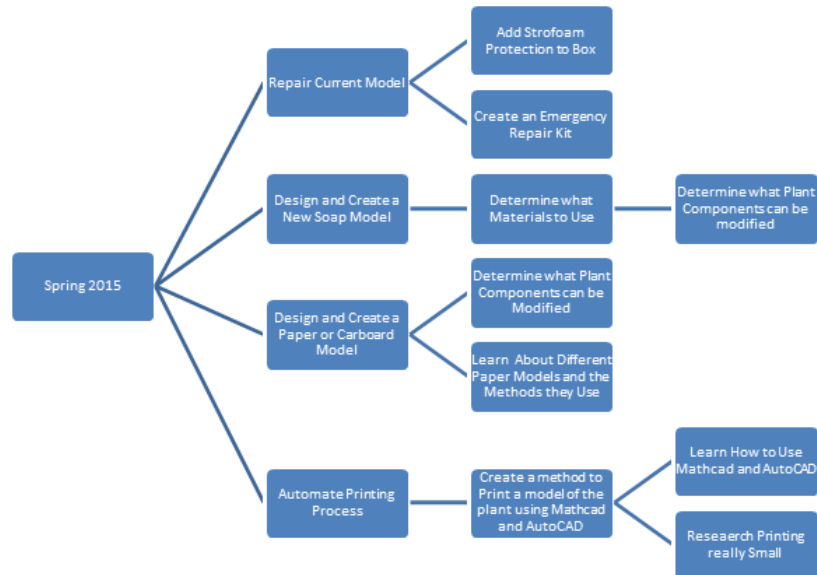 Spring 2015
Repair Current Model
Add Strofoam
Protection to Box
Create an Emergency
Repair Kit
Design and Create a
New Soap Model
Determine what
Materials to Use
Determine what Plant
Components can be
modified
Design and Create a
Paper or Carboard
Model
Determine what Plant
Components can be
Modified
Learn About Different
Paper Models and the
Methods they Use
Automate Printing
Process
Create a method to
Print a model of the
plant using Mathcad
and AutoCAD
Learn How to Use
Mathcad and AutoCAD
Reseaerch Printing
really Small